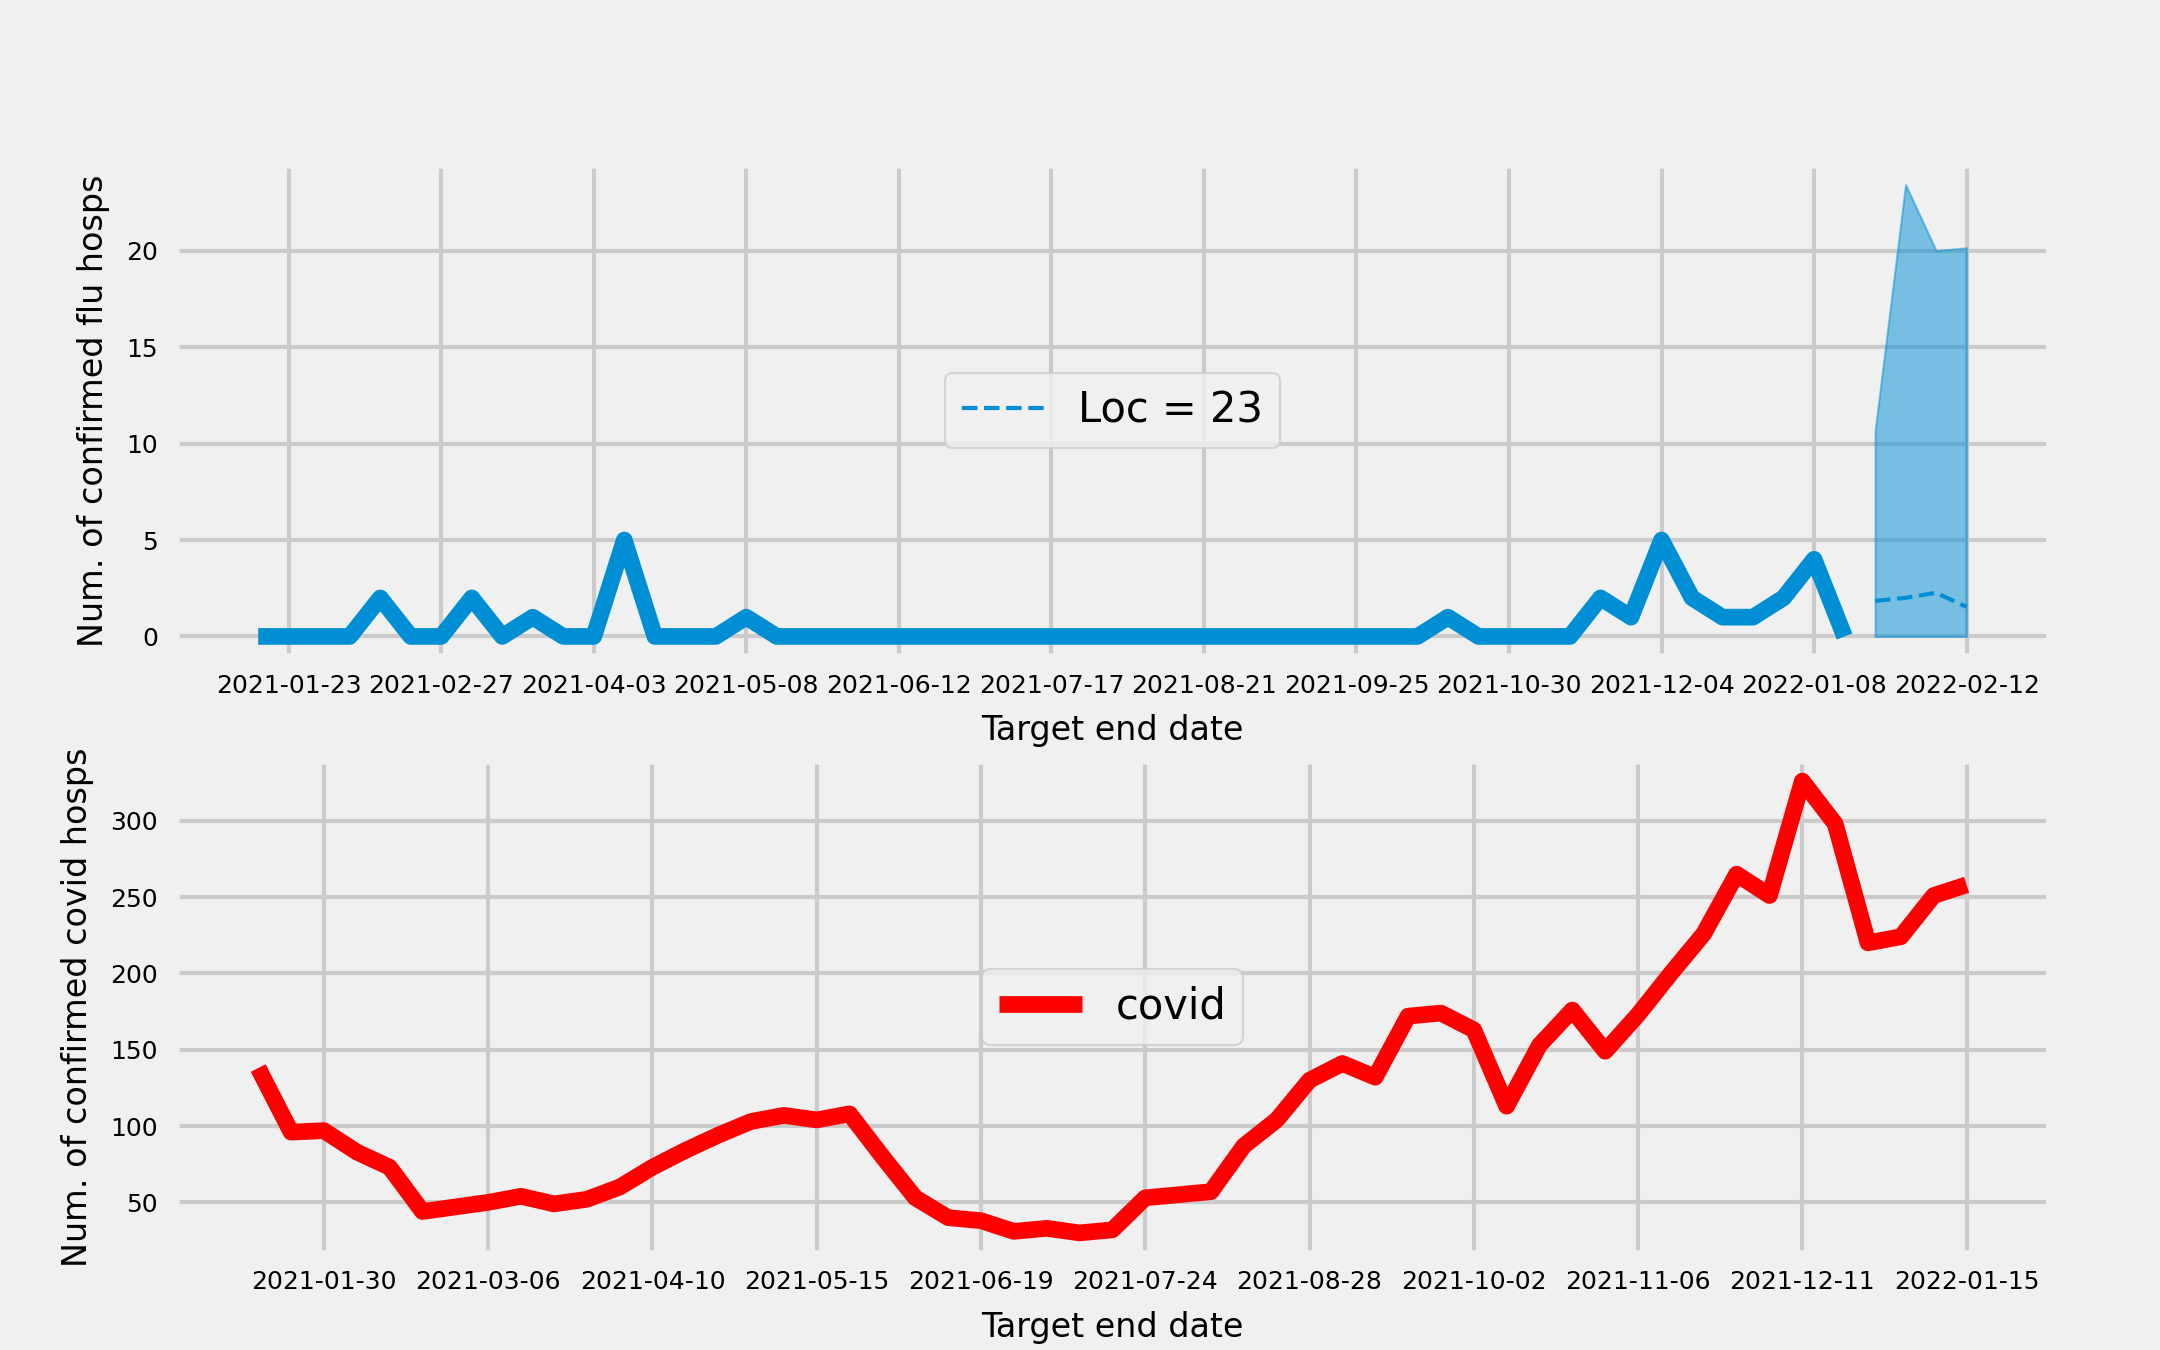 Num. of confirmed flu hosps
20
15
10
5
0
Loc = 23
2021-01-23 2021-02-27 2021-04-03 2021-05-08 2021-06-12 2021-07-17 2021-08-21 2021-09-25 2021-10-30 2021-12-04 2022-01-08 2022-02-12
Target end date
Num. of confirmed covid hosps
300
250
200
150
100
50
covid
2021-01-30 2021-03-06 2021-04-10 2021-05-15 2021-06-19 2021-07-24 2021-08-28 2021-10-02 2021-11-06 2021-12-11 2022-01-15
Target end date